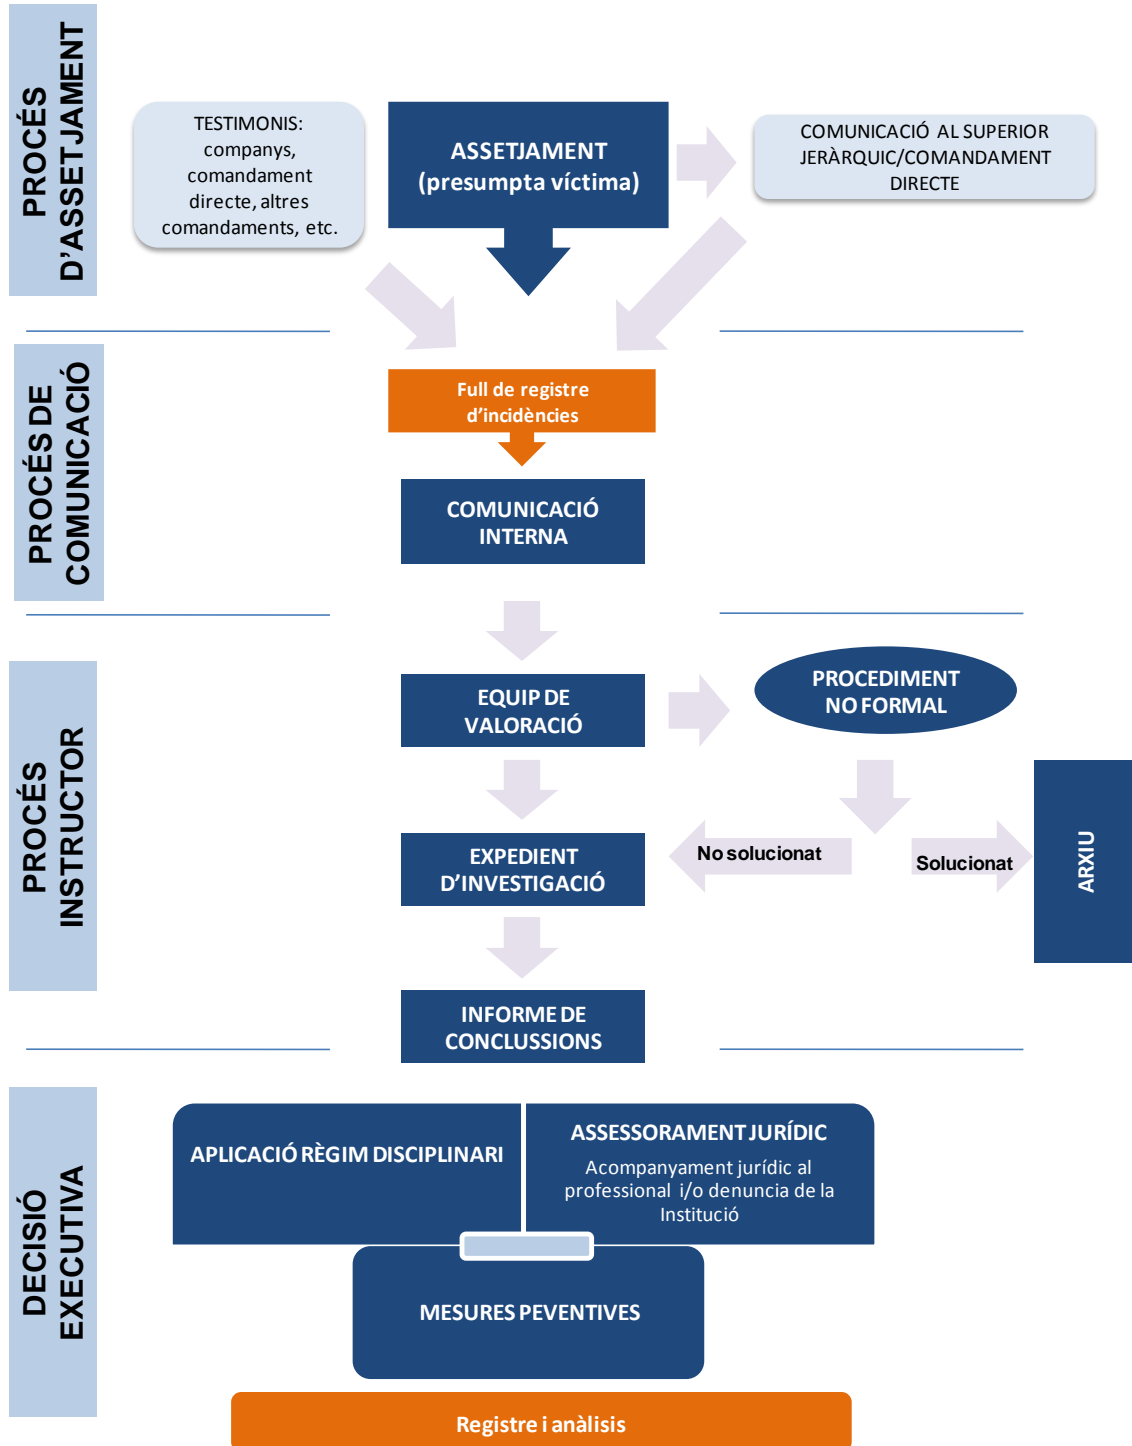 PROCÉS
D'ASSETJAMENT
TESTIMONIS:
companys,
comandament
directe, altres
comandaments, etc.
ASSETJAMENT
(presumpta víctima)
COMUNICACIÓ AL SUPERIOR
JERÀRQUIC/COMANDAMENT
DIRECTE
PROCÉS DE
COMUNICACIÓ
Full de registre
d'incidències
COMUNICACIÓ
INTERNA
PROCÉS
INSTRUCTOR
EQUIP DE
VALORACIÓ
PROCEDIMENT
NO FORMAL
EXPEDIENT
D'INVESTIGACIÓ
No solucionat
Solucionat
ARXIU
INFORME DE
CONCLUSSIONS
DECISIÓ
EXECUTIVA
APLICACIÓ RÈGIM DISCIPLINARI
ASSESSORAMENT JURÍDIC
Acompanyament jurídic al
professional i/o denuncia de la
Institució
MESURES PEVENTIVES
Registre i anàlisis